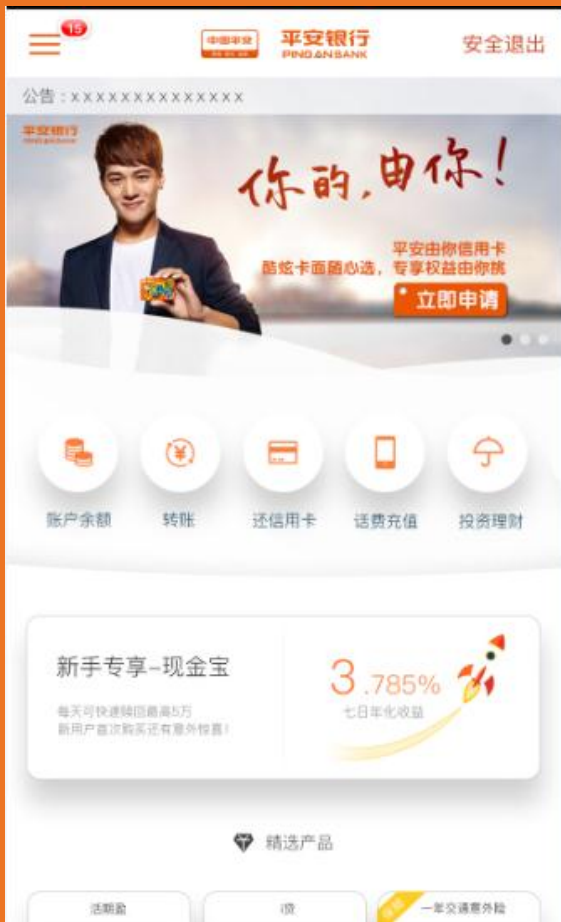 15
中国平安
平安银行
PING AN BANK
安全退出
公告：xxxxxxxxxxxxxx
平安银行
你的，由你！
平安由你信用卡
酷炫卡面随心选，专享权益由你挑
立即申请
账户余额
转账
还信用卡
话费充值
投资理财
新手专享-现金宝
每天可快速赎回最高5万
新用户首次购买还有意外惊喜！
3.785%
七日年化收益
精选产品
活期盈
i贷
一年交通意外险